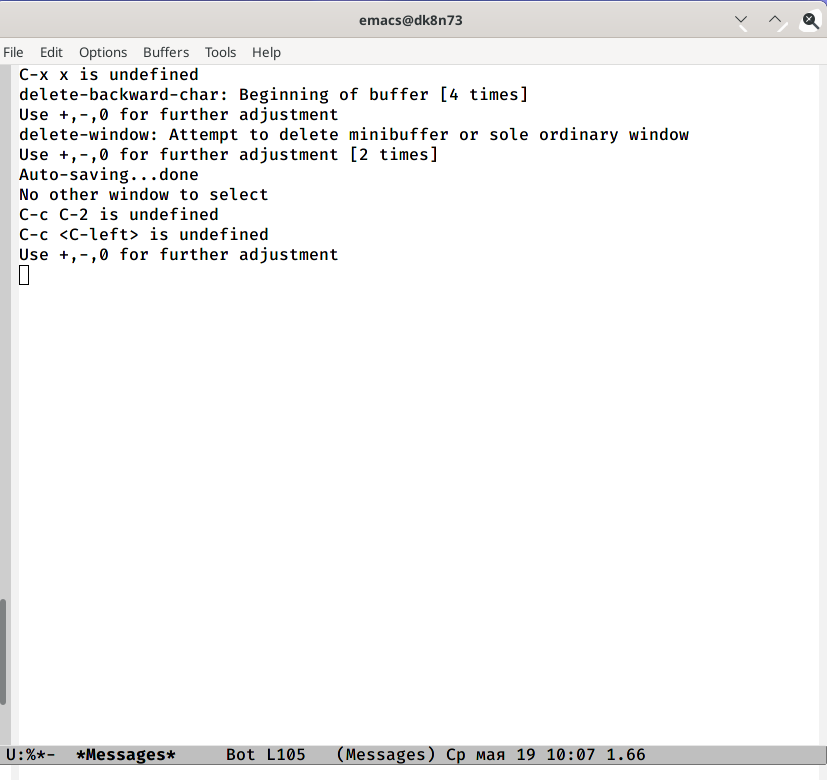 emacs@dk8n73
File Edit Options Buffers Tools Help
C-x x is undefined
delete-backward-char: Beginning of buffer [4 times]
Use +,-,0 for further adjustment
delete-window: Attempt to delete minibuffer or sole ordinary window
Use +,-,0 for further adjustment [2 times]
Auto-saving...done
No other window to select
C-c C-2 is undefined
C-c <C-left> is undefined
Use +,-,0 for further adjustment
U:%*- *Messages* Bot L105 (Messages) Ср мая 19 10:07 1.66